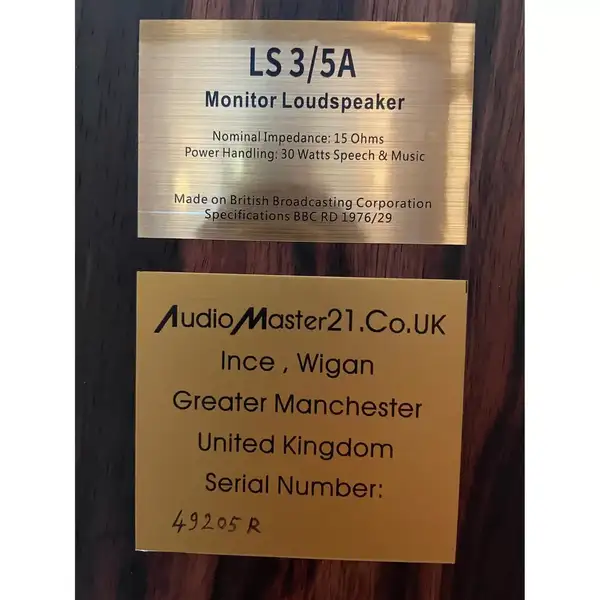 LS 3/5A
Monitor Loudspeaker
Nominal Impedance: 15 Ohms
Power Handling: 30 Watts Speech & Music
Made on British Broadcasting Corporation
Specifications BBC RD 1976/29
AudioMaster21.Co.UK
Ince , Wigan
Greater Manchester
United Kingdom
Serial Number:
49205 R